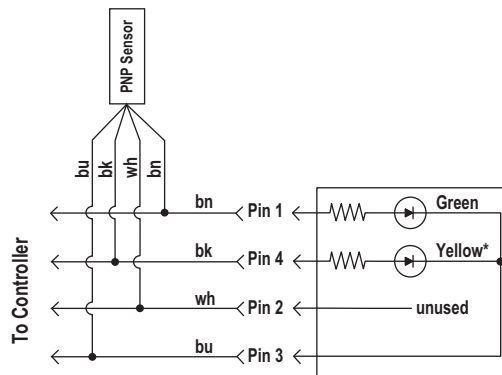 PNP Sensor
bu
bk
wh
bn
To Controller
bn
Pin 1
Green
bk
Pin 4
Yellow*
wh
Pin 2
unused
bu
Pin 3